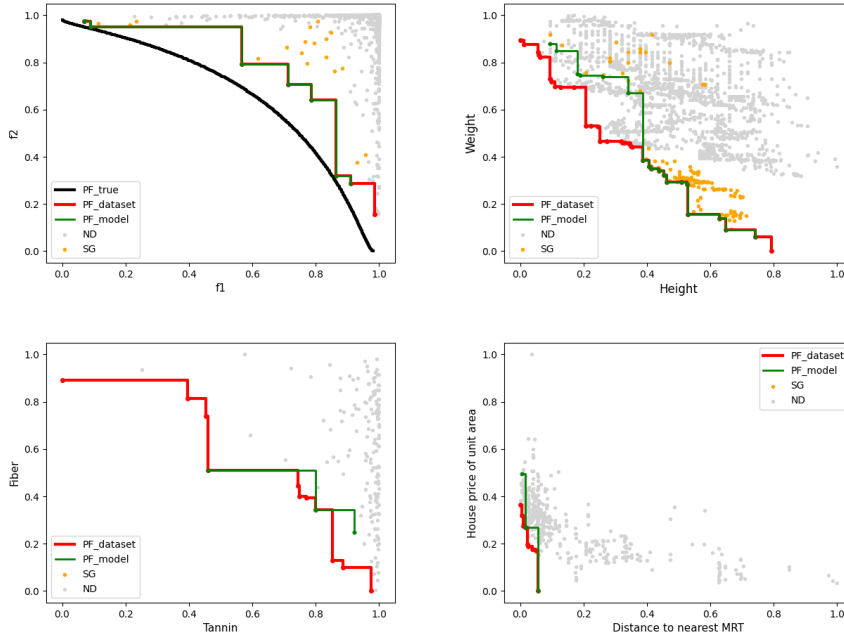 1.0
0.8
0.6
0.4
0.2
0.0
f2
PF_true
PF_dataset
PF_model
ND
SG
0.0 0.2 0.4 0.6 0.8 1.0
f1
1.0
0.8
0.6
0.4
0.2
0.0
Weight
PF_dataset
PF_model
ND
SG
0.0 0.2 0.4 0.6 0.8 1.0
Height
1.0
0.8
0.6
0.4
0.2
0.0
Fiber
PF_dataset
PF_model
SG
ND
0.0 0.2 0.4 0.6 0.8 1.0
Tannin
1.0
0.8
0.6
0.4
0.2
0.0
House price of unit area
PF_dataset
PF_model
SG
ND
0.0 0.2 0.4 0.6 0.8 1.0
Distance to nearest MRT